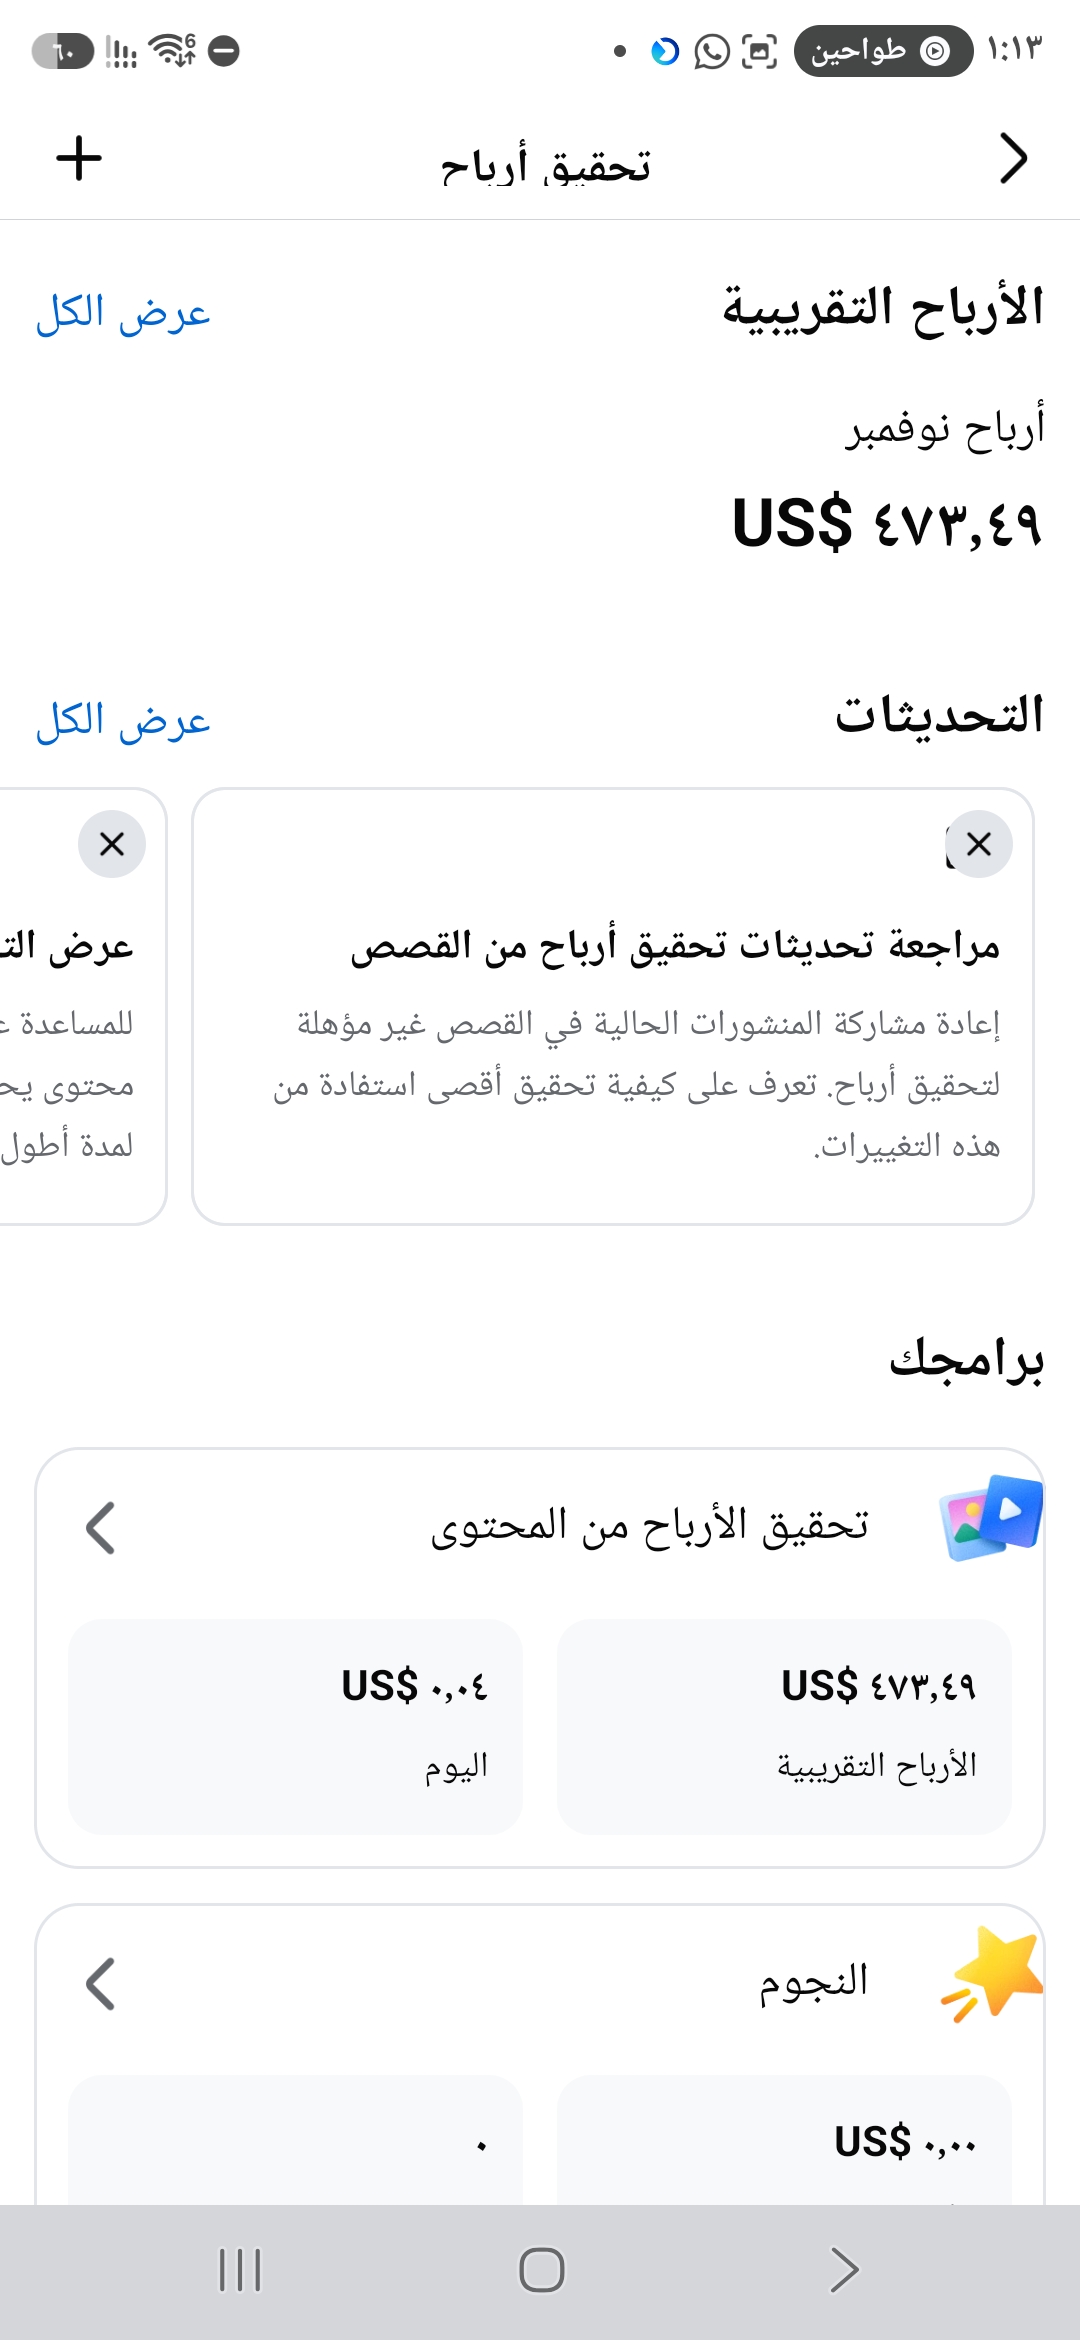 ١:١٣
طواحين
6
٦٠
تحقيق أرباح
الأرباح التقريبية
عرض الكل
أرباح نوفمبر
US$ ٤٧٣,٤٩
التحديثات
عرض الكل
مراجعة تحديثات تحقيق أرباح من القصص
إعادة مشاركة المنشورات الحالية في القصص غير مؤهلة
لتحقيق أرباح. تعرف على كيفية تحقيق أقصى استفادة من
هذه التغييرات.
عرض
للمساعدة
محتوى
لمدة أطول
برامجك
تحقيق الأرباح من المحتوى
US$ ٤٧٣,٤٩
الأرباح التقريبية
US$ ٠,٠٤
اليوم
النجوم
US$ ٠,٠٠
٠